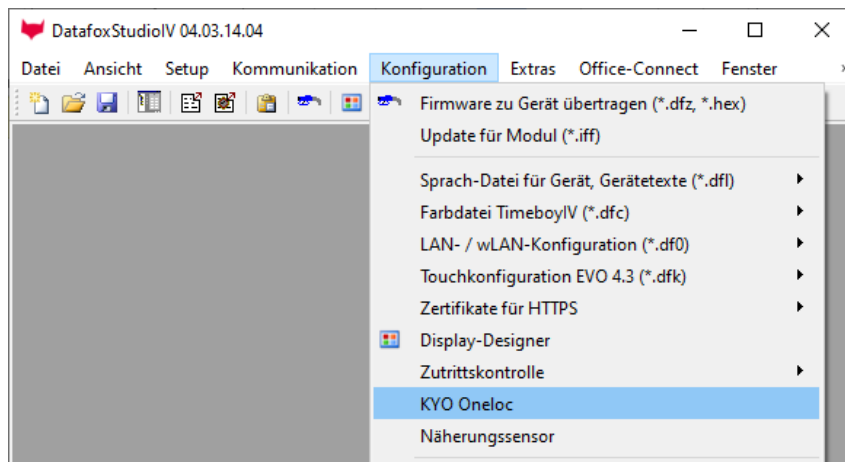 DatafoxStudioIV 04.03.14.04
Datei Ansicht Setup Kommunikation Konfiguration Extras Office-Connect Fenster
Firmware zu Gerät übertragen (*.dfz, *.hex)
Update für Modul (*.iff)
Sprach-Datei für Gerät, Gerätetexte (*.dfl)
Farbdatei TimeboyIV (*.dfc)
LAN- / wLAN-Konfiguration (*.df0)
Touchkonfiguration EVO 4.3 (*.dfk)
Zertifikate für HTTPS
Display-Designer
Zutrittskontrolle
KYO Oneloc
Näherungssensor